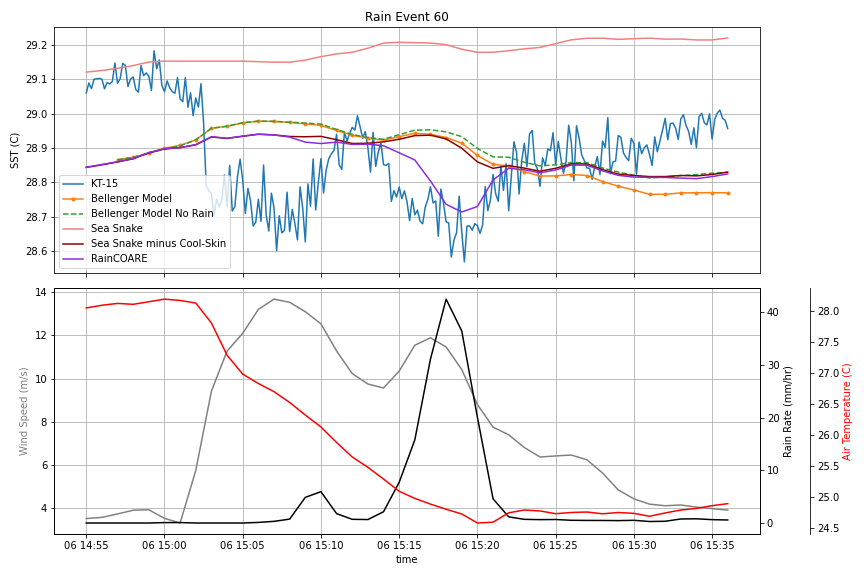 Rain Event 60
29.2
29.1
29.0
28.9
28.8
28.7
28.6
SST (C)
KT-15
Bellenger Model
Bellenger Model No Rain
Sea Snake
Sea Snake minus Cool-Skin
RainCOARE
14
12
10
8
6
4
Wind Speed (m/s)
40
30
20
10
0
Rain Rate (mm/hr)
28.0
27.5
27.0
26.5
26.0
25.5
25.0
24.5
Air Temperature (C)
06 14:55 06 15:00 06 15:05 06 15:10 06 15:15 06 15:20 06 15:25 06 15:30 06 15:35
time